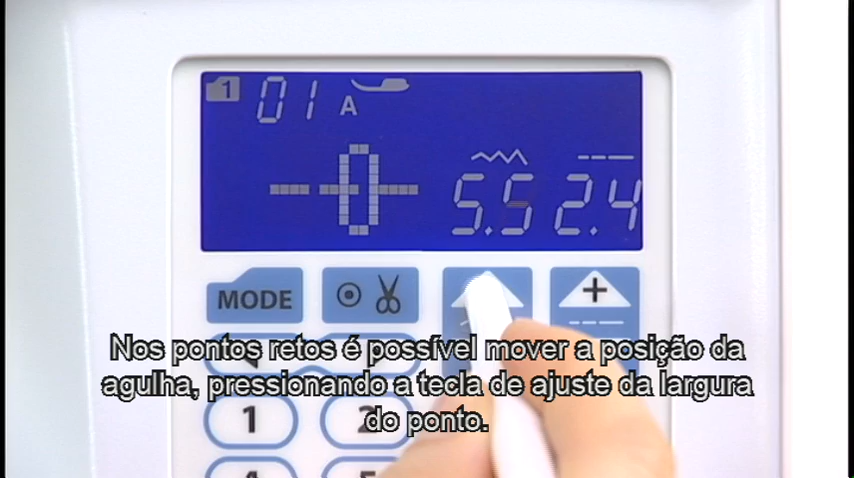 1 01 A
5.5 2.4
MODE
+
Nos pontos retos é possível mover a posição da
agulha, pressionando a tecla de ajuste da largura
do ponto.
1 2